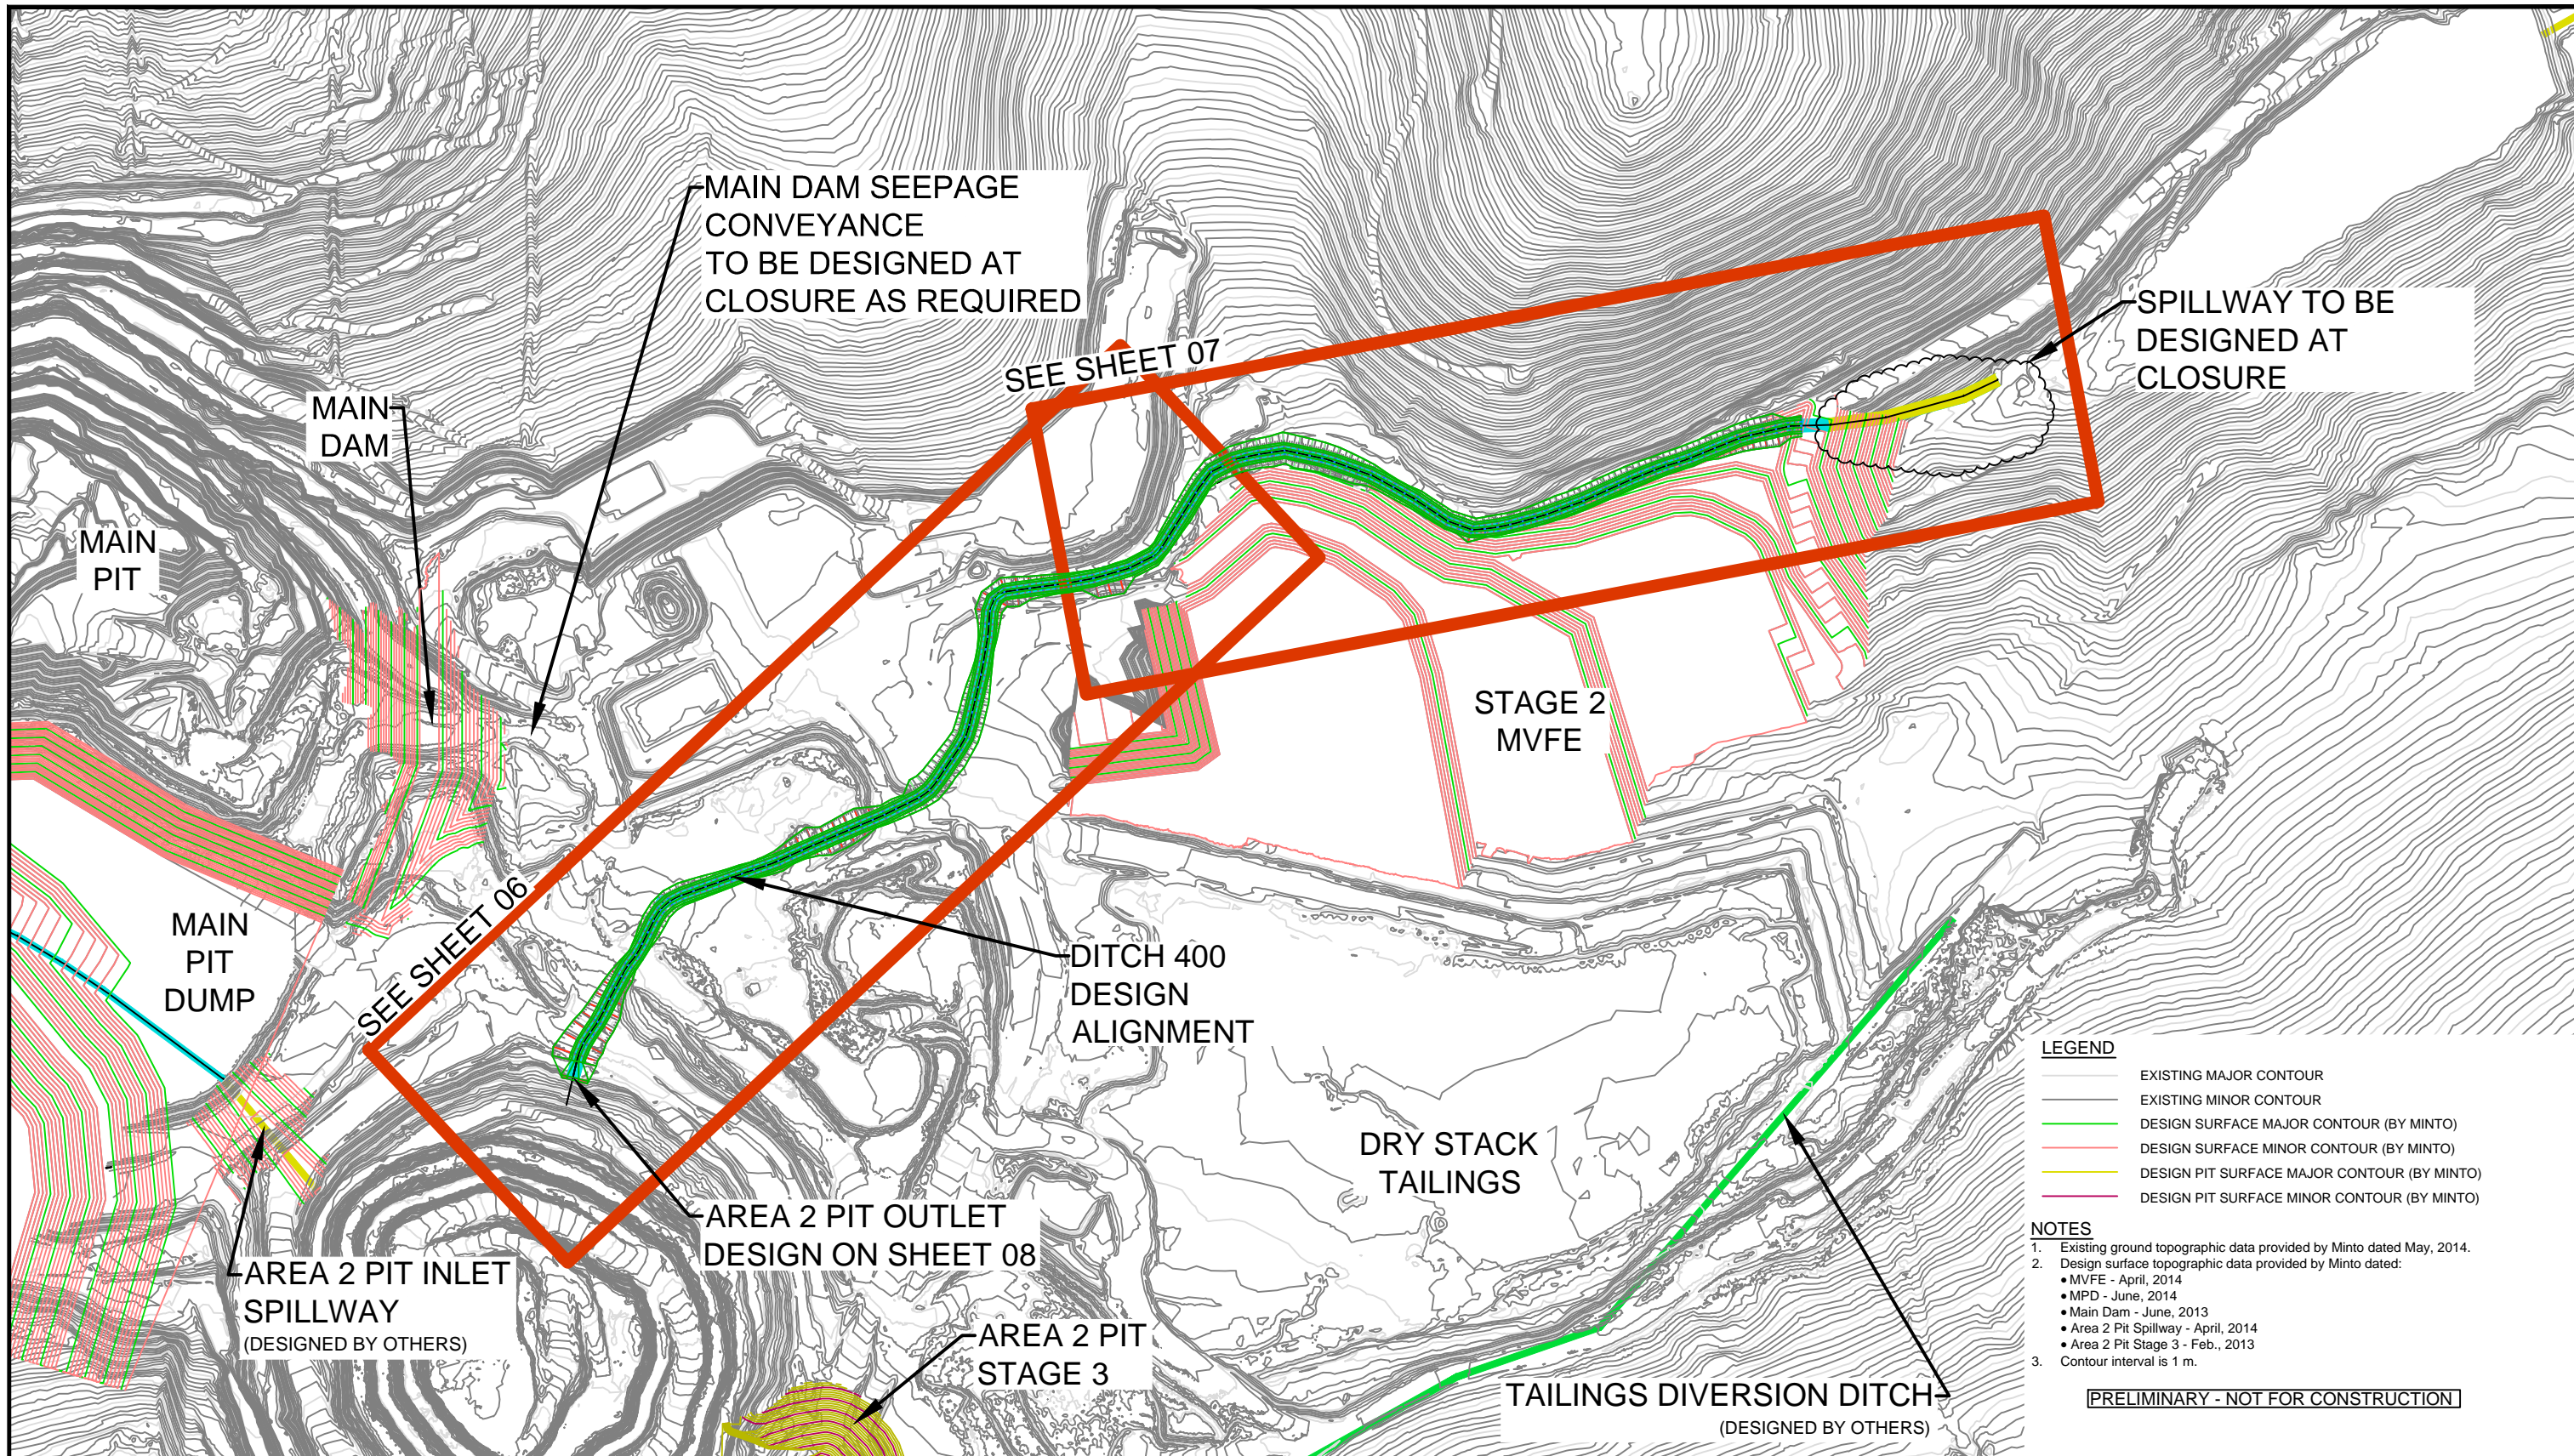 MAIN DAM SEEPAGE
CONVEYANCE
TO BE DESIGNED AT
CLOSURE AS REQUIRED
SPILLWAY TO BE
DESIGNED AT
CLOSURE
SEE SHEET 07
MAIN
DAM
MAIN
PIT
STAGE 2
MVFE
SEE SHEET 06
MAIN
PIT
DUMP
DITCH 400
DESIGN
ALIGNMENT
DRY STACK
TAILINGS
AREA 2 PIT OUTLET
DESIGN ON SHEET 08
AREA 2 PIT INLET
SPILLWAY
(DESIGNED BY OTHERS)
AREA 2 PIT
STAGE 3
TAILINGS DIVERSION DITCH
(DESIGNED BY OTHERS)
LEGEND
EXISTING MAJOR CONTOUR
EXISTING MINOR CONTOUR
DESIGN SURFACE MAJOR CONTOUR (BY MINTO)
DESIGN SURFACE MINOR CONTOUR (BY MINTO)
DESIGN PIT SURFACE MAJOR CONTOUR (BY MINTO)
DESIGN PIT SURFACE MINOR CONTOUR (BY MINTO)
NOTES
1. Existing ground topographic data provided by Minto dated May, 2014.
2. Design surface topographic data provided by Minto dated:
• MVFE - April, 2014
• MPD - June, 2014
• Main Dam - June, 2013
• Area 2 Pit Spillway - April, 2014
• Area 2 Pit Stage 3 - Feb., 2013
3. Contour interval is 1 m.
PRELIMINARY - NOT FOR CONSTRUCTION